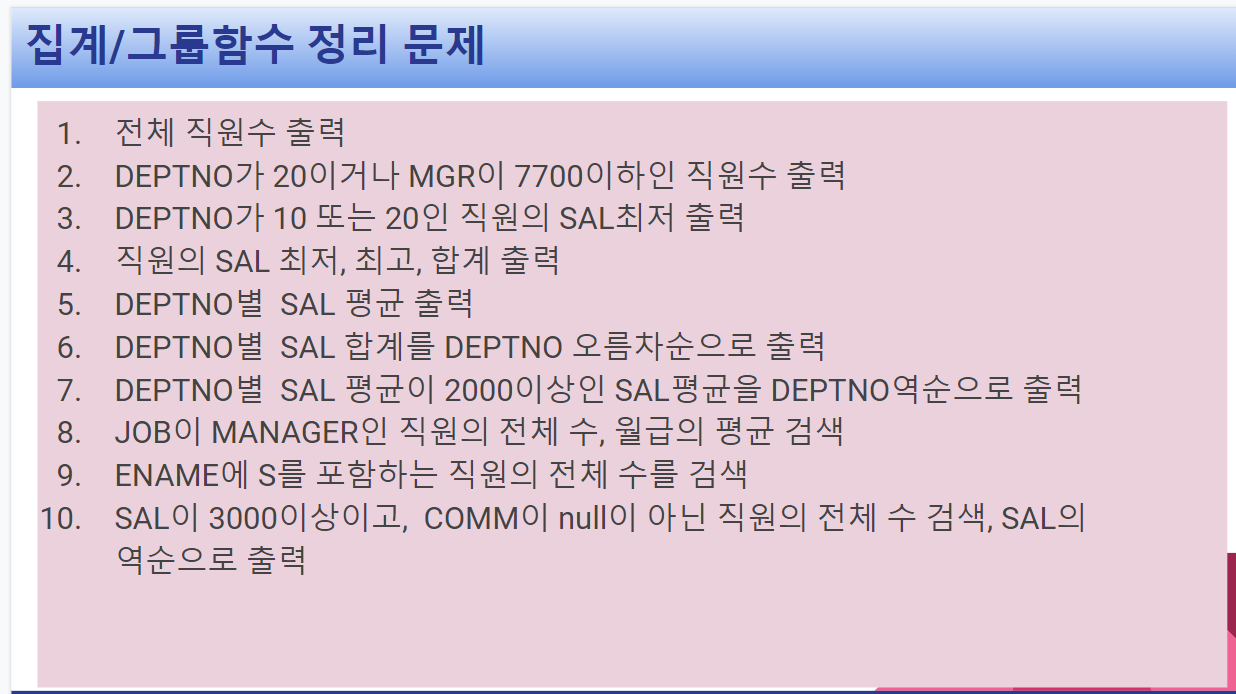 집계/그룹함수 정리 문제
1. 전체 직원수 출력
2. DEPTNO가 20이거나 MGR이 7700이하인 직원수 출력
3. DEPTNO가 10 또는 20인 직원의 SAL최저 출력
4. 직원의 SAL 최저, 최고, 합계 출력
5. DEPTNO별  SAL 평균 출력
6. DEPTNO별  SAL 합계를 DEPTNO 오름차순으로 출력
7. DEPTNO별  SAL 평균이 2000이상인 SAL평균을 DEPTNO역순으로 출력
8. JOB이 MANAGER인 직원의 전체 수, 월급의 평균 검색
9. ENAME에 S를 포함하는 직원의 전체 수를 검색
10. SAL이 3000이상이고,  COMM이 null이 아닌 직원의 전체 수 검색, SAL의
역순으로 출력